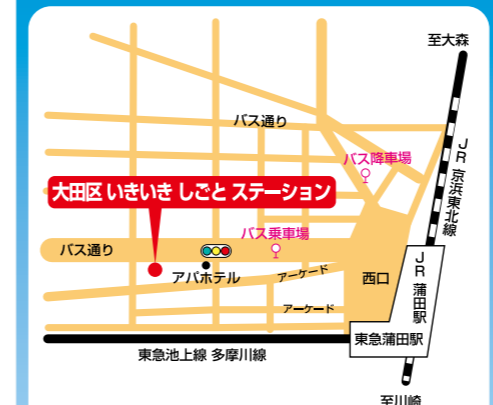 至大森
バス通り
JR 京浜東北線
バス降車場
大田区 いきいき しごと ステーション
バス乗車場
バス通り
アパホテル
アーケード
西口
JR 蒲田駅
アーケード
東急蒲田駅
東急池上線 多摩川線
至川崎